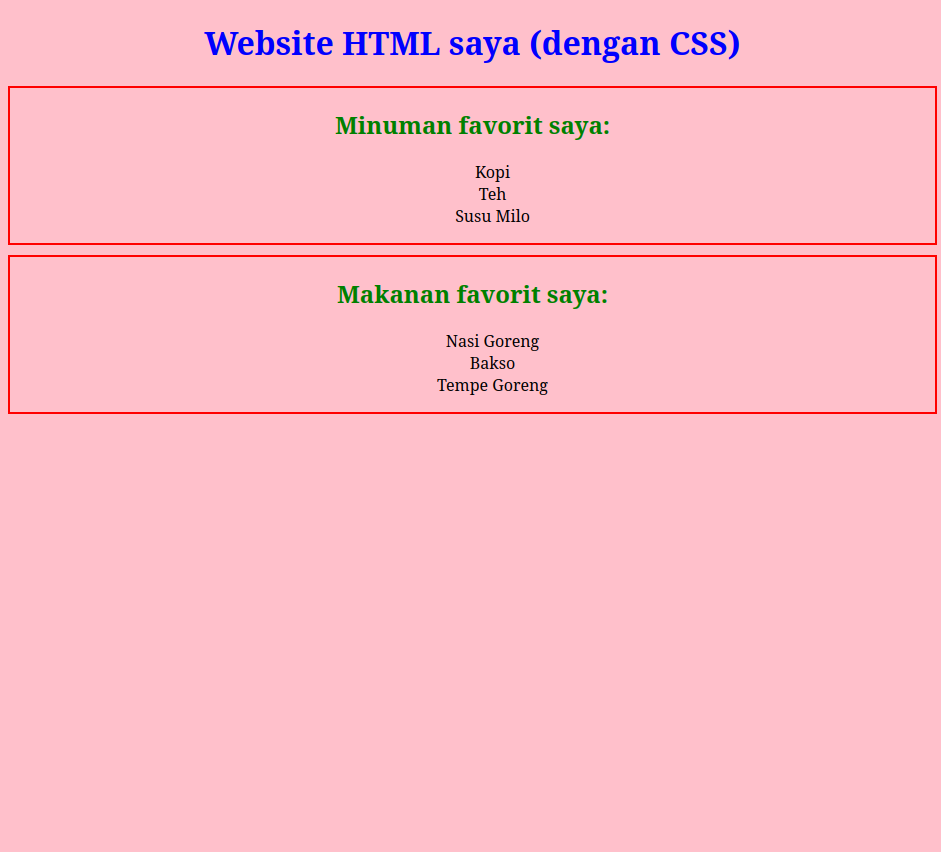 Website HTML saya (dengan CSS)
Minuman favorit saya:
Kopi
Teh
Susu Milo
Makanan favorit saya:
Nasi Goreng
Bakso
Tempe Goreng